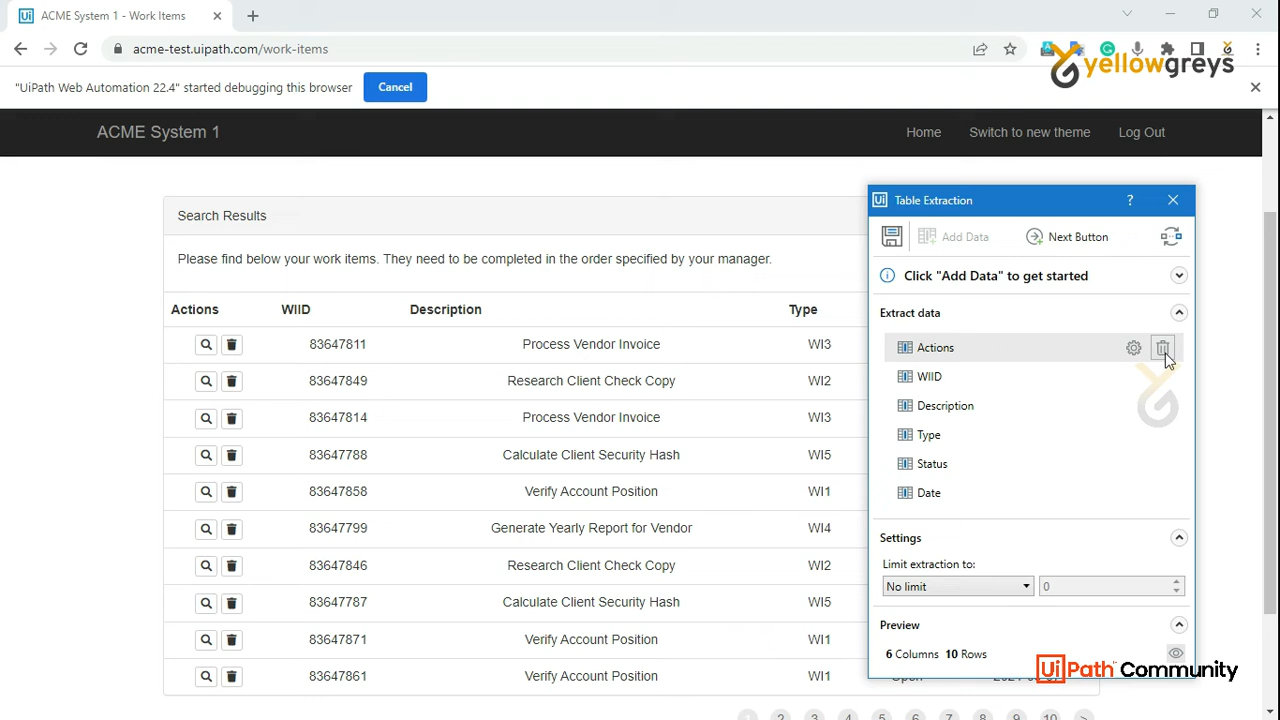 ACME System 1 - Work Items
acme-test.uipath.com/work-items
yellowgreys
"UiPath Web Automation 22.4" started debugging this browser
Cancel
ACME System 1
Home
Switch to new theme
Log Out
Search Results
Please find below your work items. They need to be completed in the order specified by your manager.
Actions WIID Description Type
83647811 Process Vendor Invoice WI3
83647849 Research Client Check Copy WI2
83647814 Process Vendor Invoice WI3
83647788 Calculate Client Security Hash WI5
83647858 Verify Account Position WI1
83647799 Generate Yearly Report for Vendor WI4
83647846 Research Client Check Copy WI2
83647787 Calculate Client Security Hash WI5
83647871 Verify Account Position WI1
83647861 Verify Account Position WI1
1 2 3 4 5 6 7 8 9 10 >
Ui Table Extraction ?
Add Data Next Button
Click "Add Data" to get started
Extract data
Actions
WIID
Description
Type
Status
Date
Settings
Limit extraction to:
No limit 0
Preview
6 Columns 10 Rows
UiPath Community